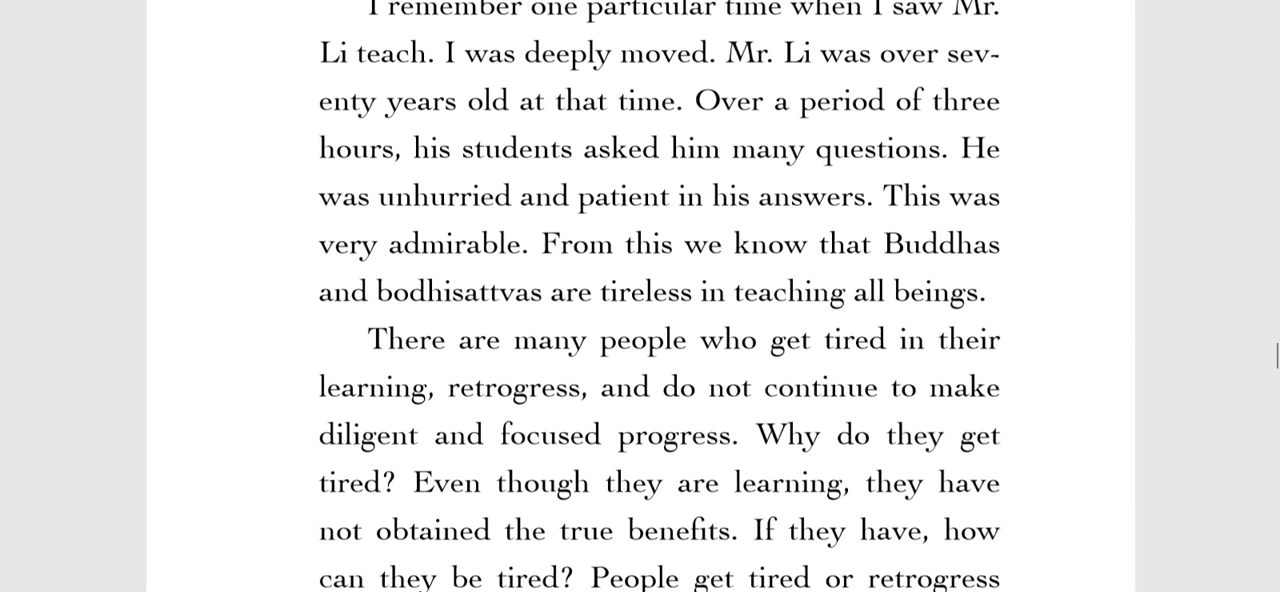 I remember one particular time when I saw Mr.
Li teach. I was deeply moved. Mr. Li was over sev-
enty years old at that time. Over a period of three
hours, his students asked him many questions. He
was unhurried and patient in his answers. This was
very admirable. From this we know that Buddhas
and bodhisattvas are tireless in teaching all beings.
There are many people who get tired in their
learning, retrogress, and do not continue to make
diligent and focused progress. Why do they get
tired? Even though they are learning, they have
not obtained the true benefits. If they have, how
can they be tired? People get tired or retrogress